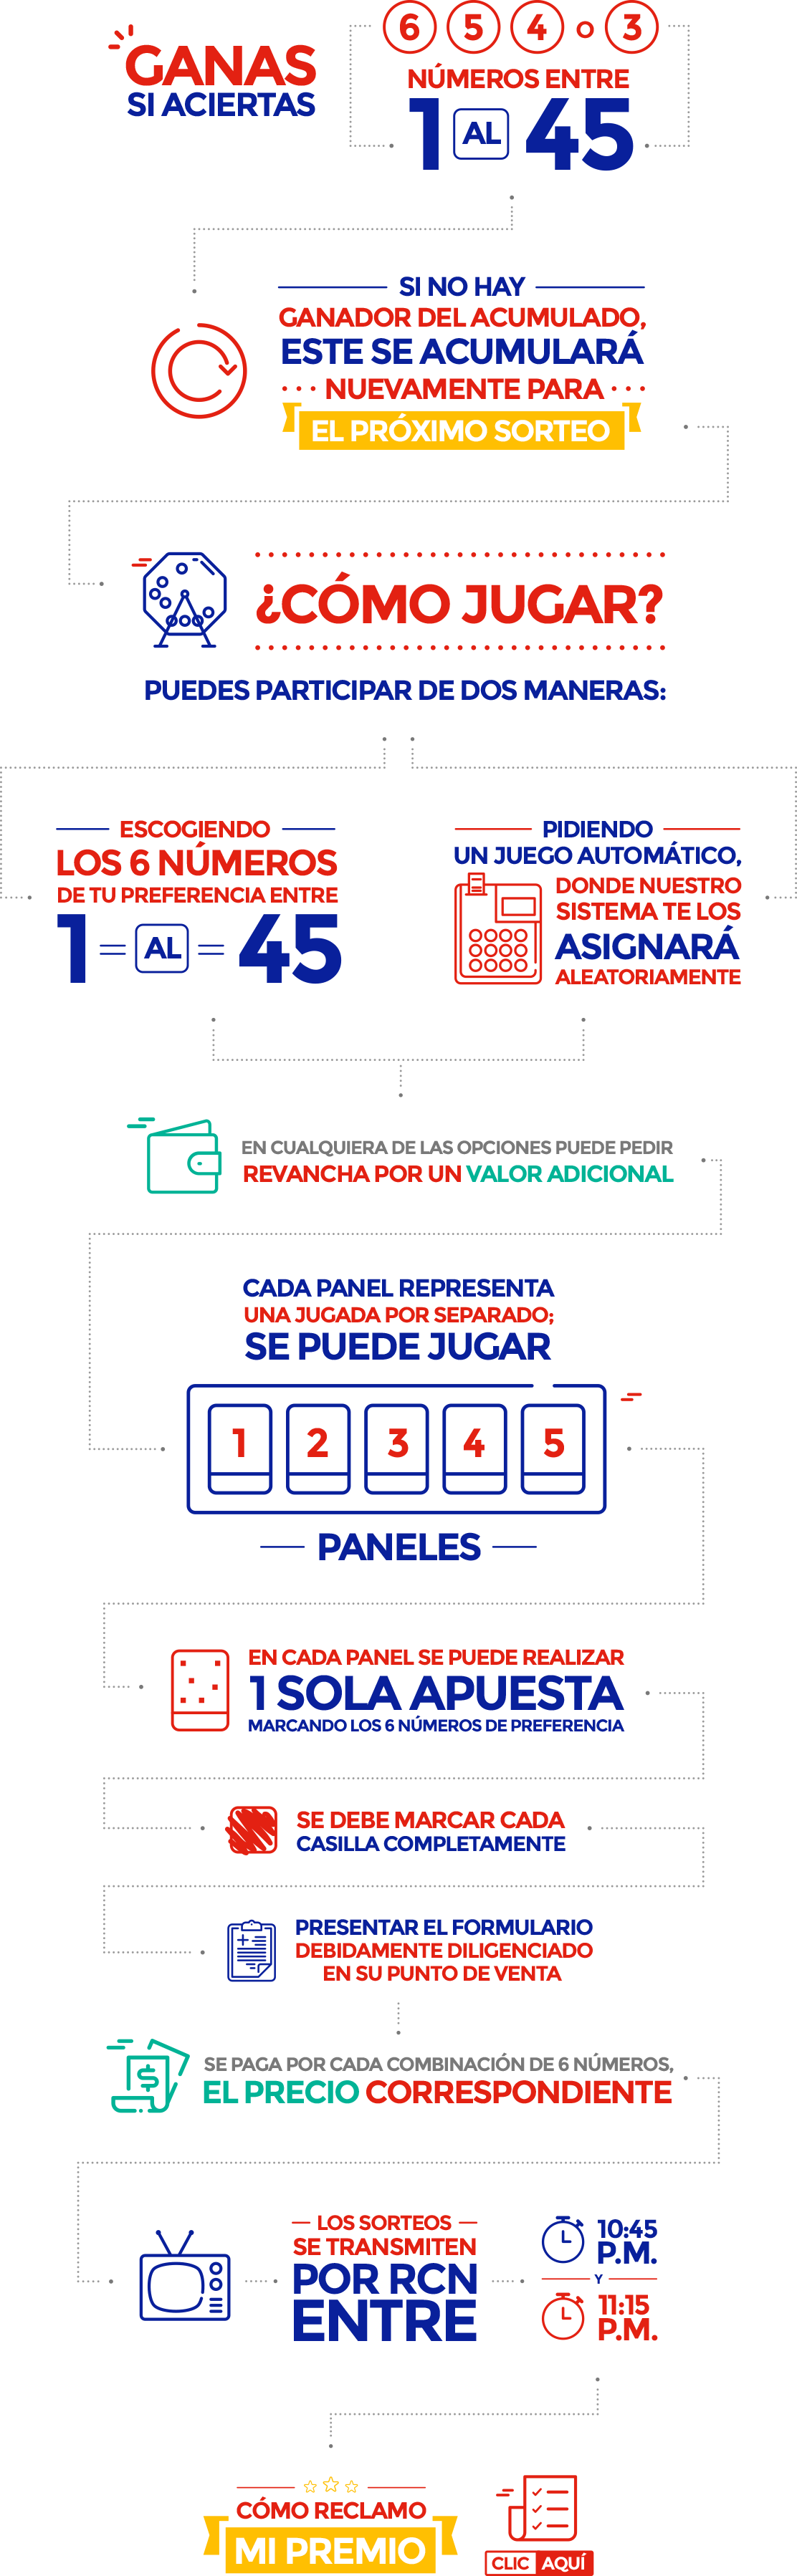 GANAS
SI ACIERTAS
6 5 4 o 3
NÚMEROS ENTRE
1 AL 45
SI NO HAY
GANADOR DEL ACUMULADO,
ESTE SE ACUMULARÁ
NUEVAMENTE PARA
EL PRÓXIMO SORTEO
¿CÓMO JUGAR?
PUEDES PARTICIPAR DE DOS MANERAS:
ESCOGIENDO
LOS 6 NÚMEROS
DE TU PREFERENCIA ENTRE
1 = AL = 45
PIDIENDO
UN JUEGO AUTOMÁTICO,
DONDE NUESTRO
SISTEMA TE LOS
ASIGNARÁ
ALEATORIAMENTE
EN CUALQUIERA DE LAS OPCIONES PUEDE PEDIR
REVANCHA POR UN VALOR ADICIONAL
CADA PANEL REPRESENTA
UNA JUGADA POR SEPARADO;
SE PUEDE JUGAR
1 2 3 4 5
PANELES
EN CADA PANEL SE PUEDE REALIZAR
1 SOLA APUESTA
MARCANDO LOS 6 NÚMEROS DE PREFERENCIA
SE DEBE MARCAR CADA
CASILLA COMPLETAMENTE
PRESENTAR EL FORMULARIO
DEBIDAMENTE DILIGENCIADO
EN SU PUNTO DE VENTA
$
SE PAGA POR CADA COMBINACIÓN DE 6 NÚMEROS,
EL PRECIO CORRESPONDIENTE
LOS SORTEOS
SE TRANSMITEN
POR RCN
ENTRE
10:45
P.M.
Y
11:15
P.M.
CÓMO RECLAMO
MI PREMIO
CLIC AQUÍ